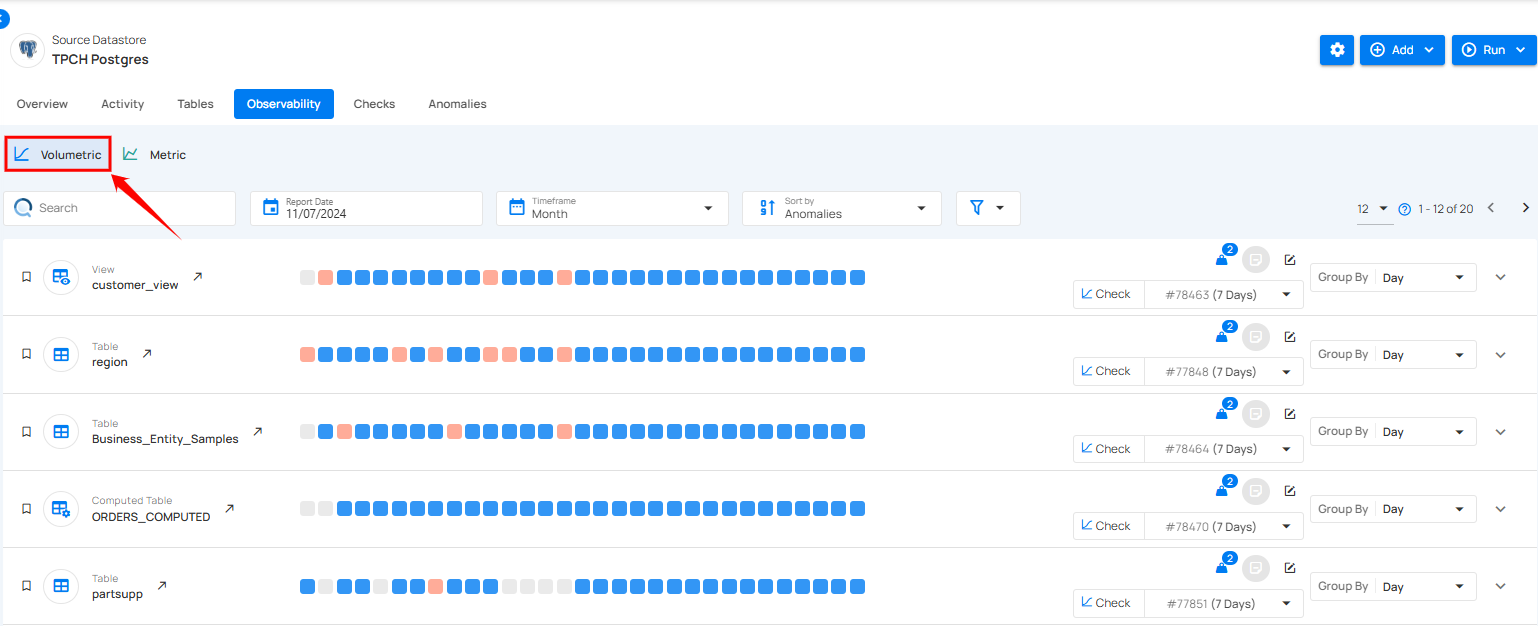 Source Datastore
TPCH Postgres
Add
Run
Overview Activity Tables Observability Checks Anomalies
Volumetric Metric
Search
Report Date
11/07/2024
Timeframe
Month
Sort by
Anomalies
12 1 - 12 of 20
View
customer_view
2
Check #78463 (7 Days)
Group By Day
Table
region
2
Check #77848 (7 Days)
Group By Day
Table
Business_Entity_Samples
2
Check #78464 (7 Days)
Group By Day
Computed Table
ORDERS_COMPUTED
2
Check #78470 (7 Days)
Group By Day
Table
partsupp
2
Check #77851 (7 Days)
Group By Day